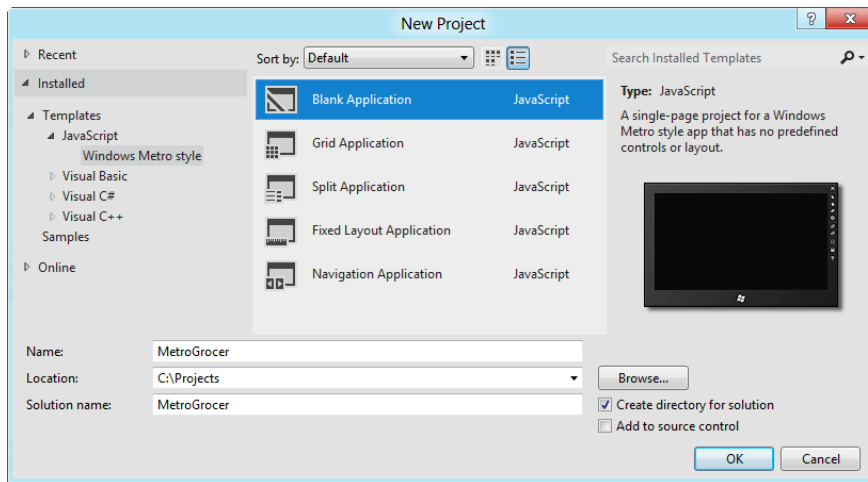 New Project
Recent
Installed
Templates
JavaScript
Windows Metro style
Visual Basic
Visual C#
Visual C++
Samples
Online
Sort by: Default
Blank Application JavaScript
Grid Application JavaScript
Split Application JavaScript
Fixed Layout Application JavaScript
Navigation Application JavaScript
Search Installed Templates
Type: JavaScript
A single-page project for a Windows
Metro style app that has no predefined
controls or layout.
Name: MetroGrocer
Location: C:\Projects
Browse...
Solution name: MetroGrocer
Create directory for solution
Add to source control
OK Cancel